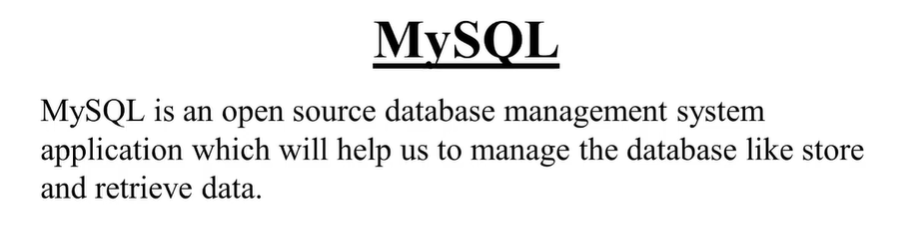 MySQL
MySQL is an open source database management system
application which will help us to manage the database like store
and retrieve data.